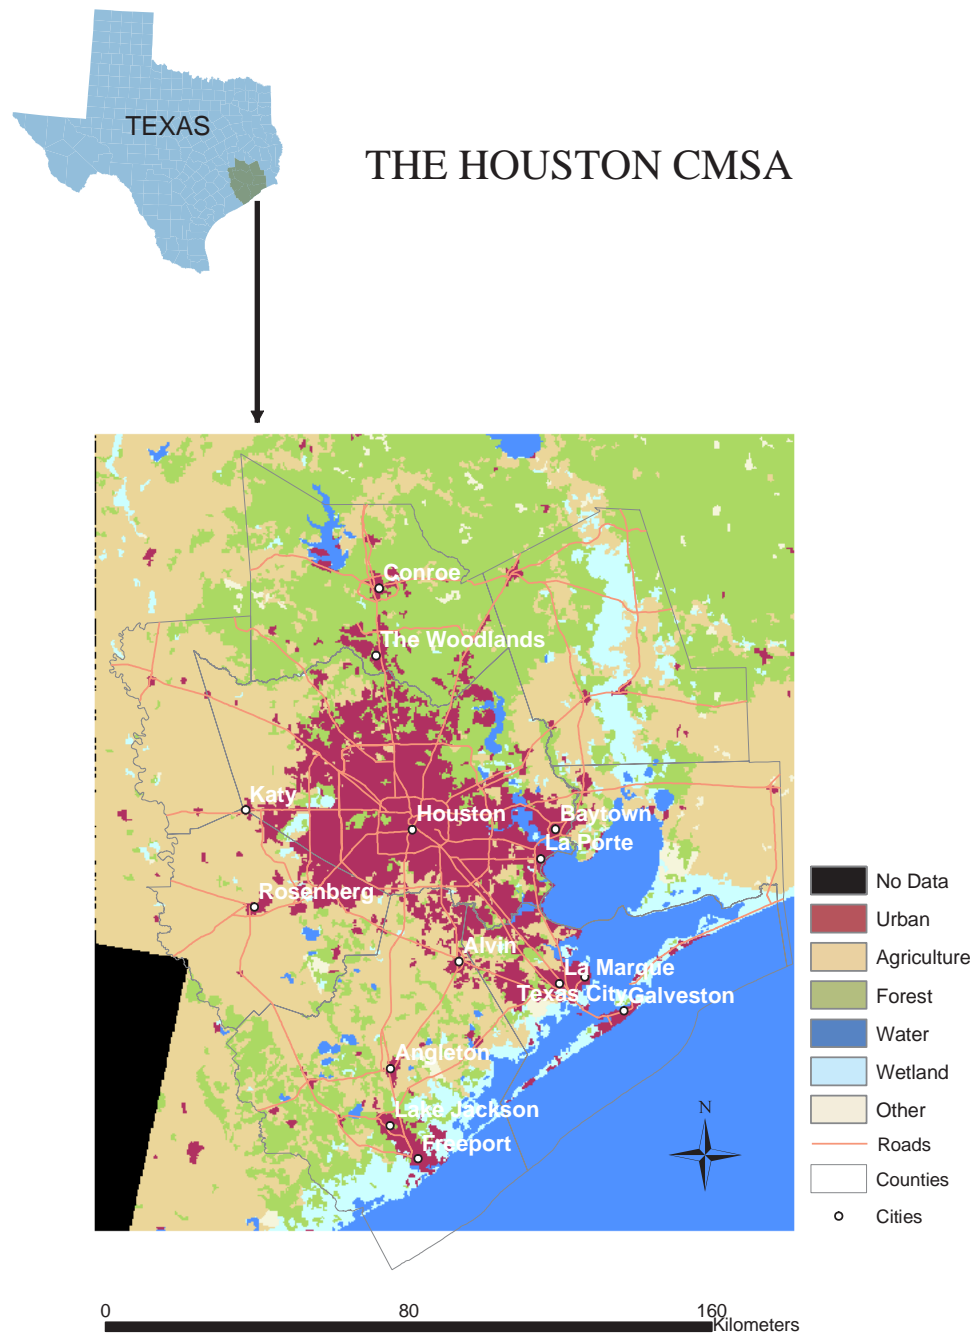 TEXAS
THE HOUSTON CMSA
Conroe
The Woodlands
Katy
Houston
Baytown
La Porte
Rosenberg
Alvin
La Marque
Texas City
Galveston
Angleton
Lake Jackson
Freeport
N
No Data
Urban
Agriculture
Forest
Water
Wetland
Other
Roads
Counties
Cities
0 80 160
Kilometers